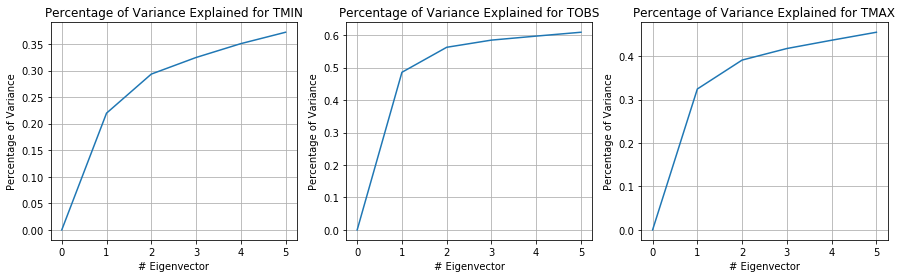 Percentage of Variance Explained for TMIN
Percentage of Variance
0.35
0.30
0.25
0.20
0.15
0.10
0.05
0.00
0 1 2 3 4 5
# Eigenvector
Percentage of Variance Explained for TOBS
Percentage of Variance
0.6
0.5
0.4
0.3
0.2
0.1
0.0
0 1 2 3 4 5
# Eigenvector
Percentage of Variance Explained for TMAX
Percentage of Variance
0.4
0.3
0.2
0.1
0.0
0 1 2 3 4 5
# Eigenvector